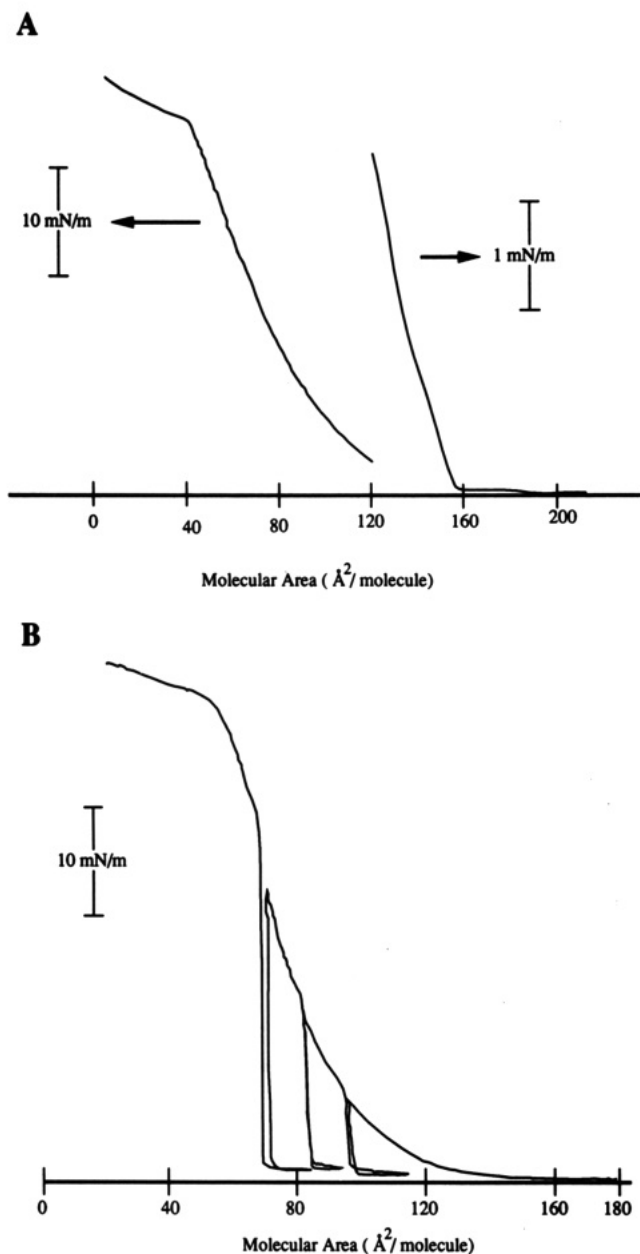 A
10 mN/m
1 mN/m
0 40 80 120 160 200
Molecular Area ( Å²/ molecule)
B
10 mN/m
0 40 80 120 160 180
Molecular Area ( Å²/ molecule)